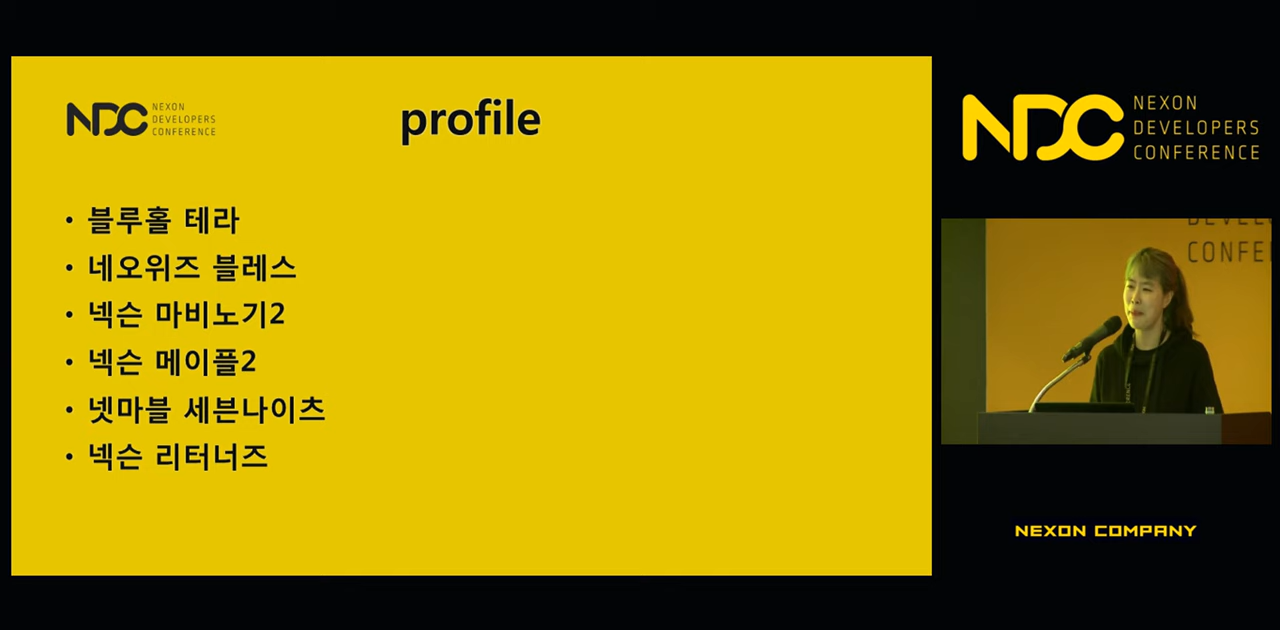 NDC NEXON
DEVELOPERS
CONFERENCE
profile
• 블루홀 테라
• 네오위즈 블레스
• 넥슨 마비노기2
• 넥슨 메이플2
• 넷마블 세븐나이츠
• 넥슨 리터너즈
NDC NEXON
DEVELOPERS
CONFERENCE
CONFE
NEXON COMPANY